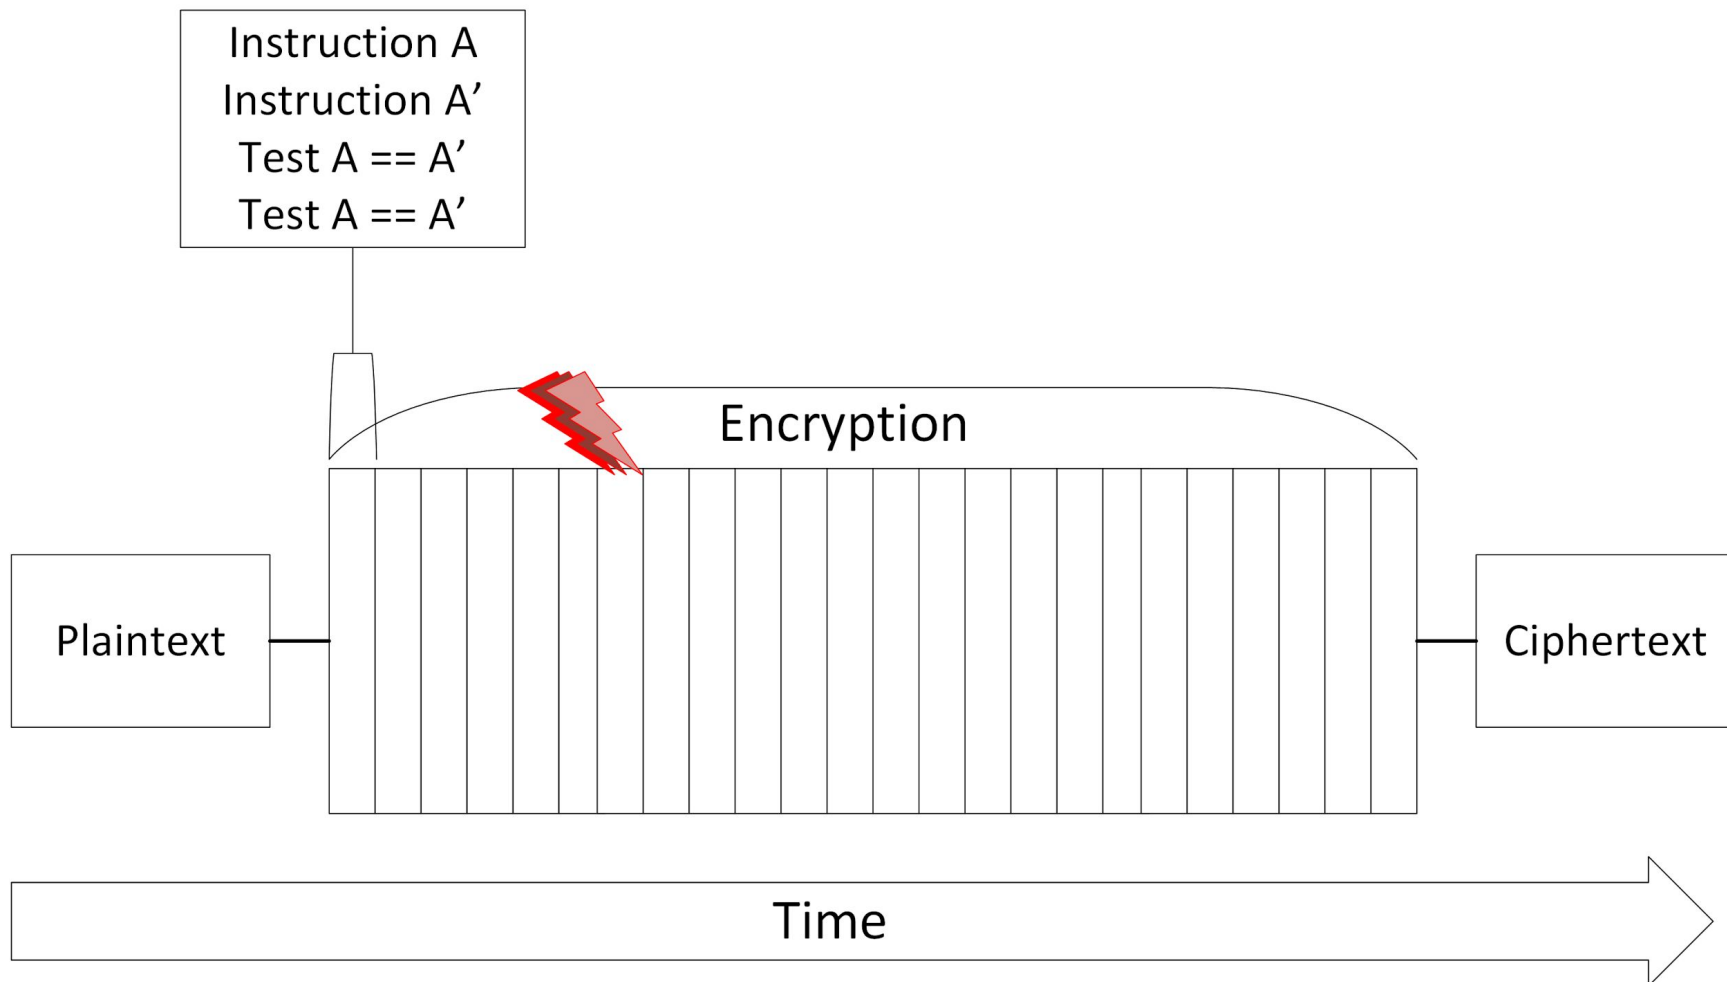 Instruction A
Instruction A’
Test A == A’
Test A == A’
Encryption
Plaintext
Ciphertext
Time